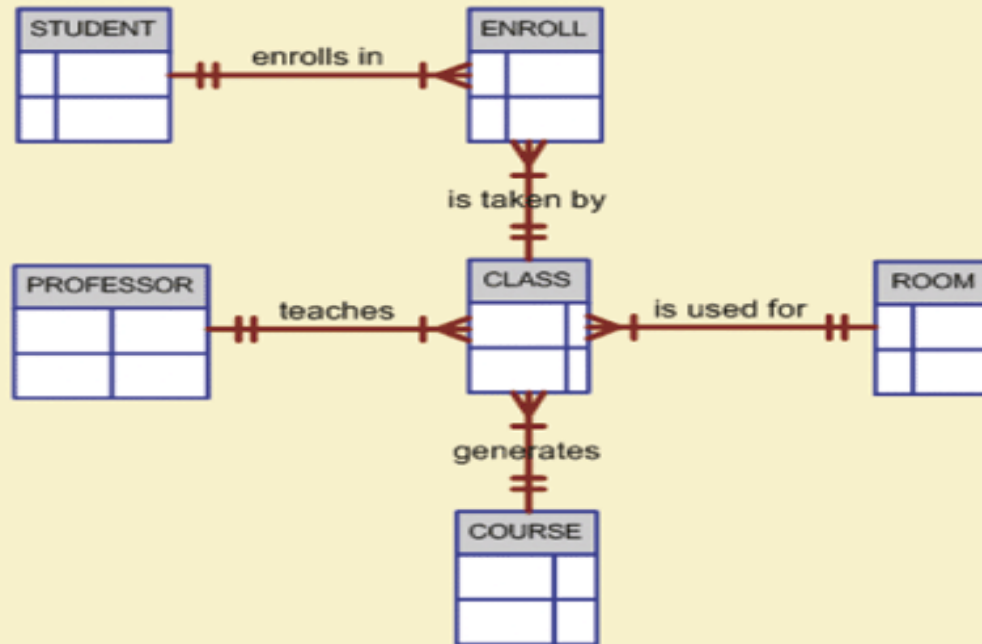 STUDENT
enrolls in
ENROLL
is taken by
PROFESSOR
teaches
CLASS
is used for
ROOM
generates
COURSE